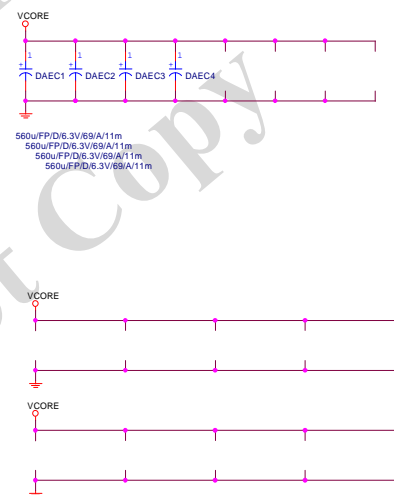 VCORE
1 1 1 1
+ DAEC1 + DAEC2 + DAEC3 + DAEC4
560u/FP/D/6.3V/69/A/11m
560u/FP/D/6.3V/69/A/11m
560u/FP/D/6.3V/69/A/11m
560u/FP/D/6.3V/69/A/11m
Copy
VCORE
VCORE